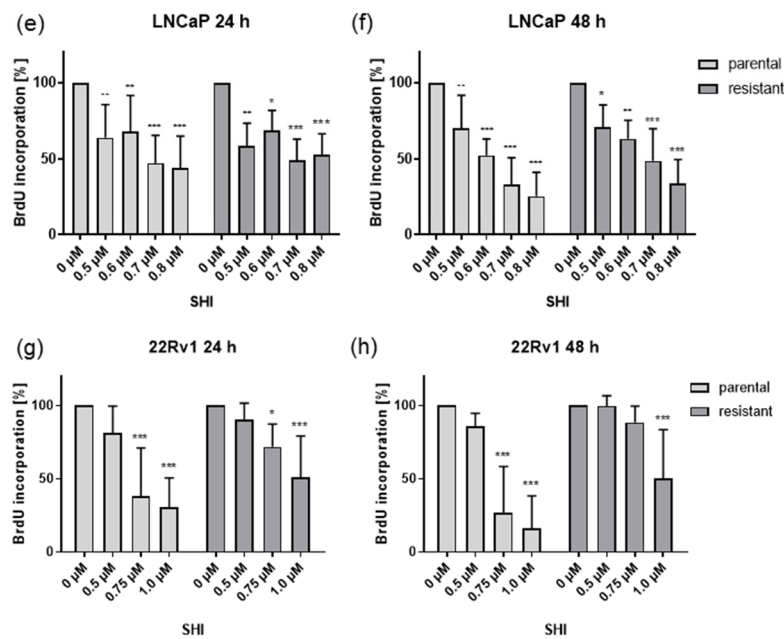 (e) LNCaP 24 h
BrdU incorporation [%]
100
50
0
** ** *** *** ** * *** ***
0 µM 0.5 µM 0.6 µM 0.7 µM 0.8 µM 0 µM 0.5 µM 0.6 µM 0.7 µM 0.8 µM
SHI
(f) LNCaP 48 h
BrdU incorporation [%]
100
50
0
** *** *** *** * ** *** ***
0 µM 0.5 µM 0.6 µM 0.7 µM 0.8 µM 0 µM 0.5 µM 0.6 µM 0.7 µM 0.8 µM
SHI
parental
resistant
(g) 22Rv1 24 h
BrdU incorporation [%]
100
50
0
*** *** * ***
0 µM 0.5 µM 0.75 µM 1.0 µM 0 µM 0.5 µM 0.75 µM 1.0 µM
SHI
(h) 22Rv1 48 h
BrdU incorporation [%]
100
50
0
*** *** ***
0 µM 0.5 µM 0.75 µM 1.0 µM 0 µM 0.5 µM 0.75 µM 1.0 µM
SHI
parental
resistant